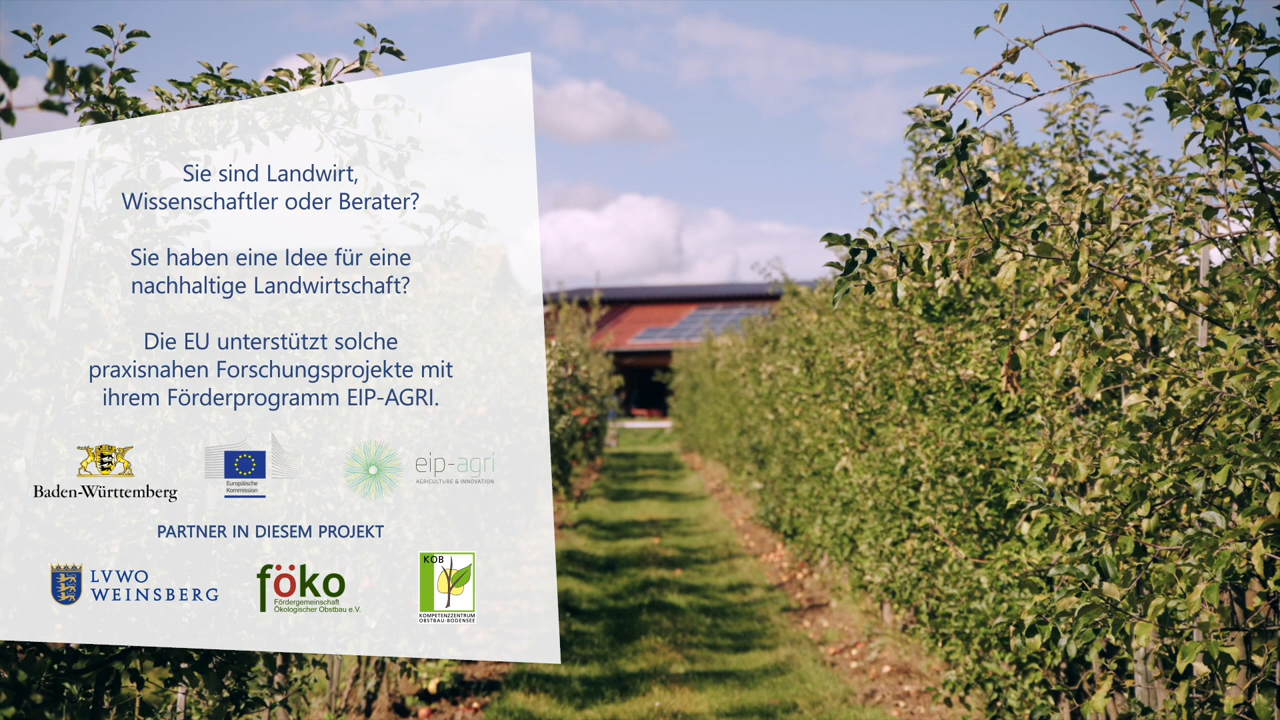 Sie sind Landwirt,
Wissenschaftler oder Berater?
Sie haben eine Idee für eine
nachhaltige Landwirtschaft?
Die EU unterstützt solche
praxisnahen Forschungsprojekte mit
ihrem Förderprogramm EIP-AGRI.
Baden-Württemberg
Europäische
Kommission
eip-agri
AGRICULTURE & INNOVATION
PARTNER IN DIESEM PROJEKT
LVWO
WEINSBERG
föko
Fördergemeinschaft
Ökologischer Obstbau e.V.
KOB
KOMPETENZZENTRUM
OBSTBAU-BODENSEE